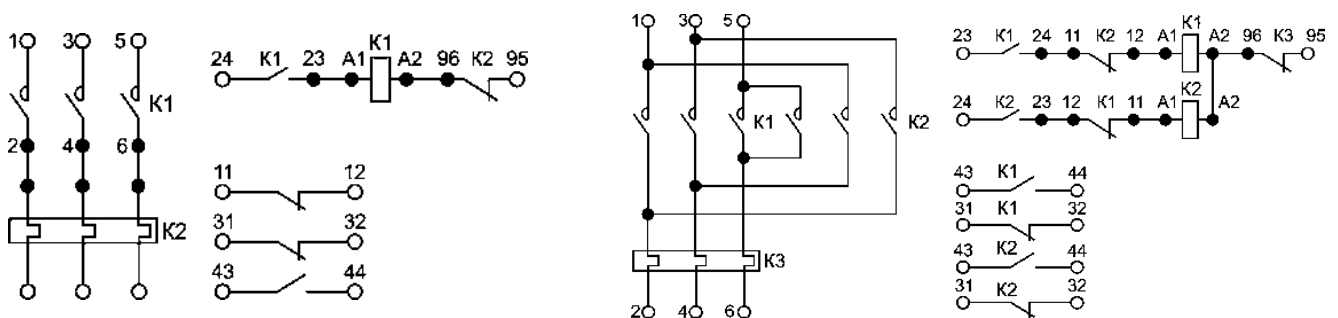 1 3 5
K1
2 4 6
K2
K1
24 K1 23 A1 A2 96 K2 95
11 12
31 32
43 44
1 3 5
K1 K2
K3
2 4 6
K1
23 K1 24 11 K2 12 A1 A2 96 K3 95
K2
24 K2 23 12 K1 11 A1 A2
43 K1 44
31 K1 32
43 K2 44
31 K2 32